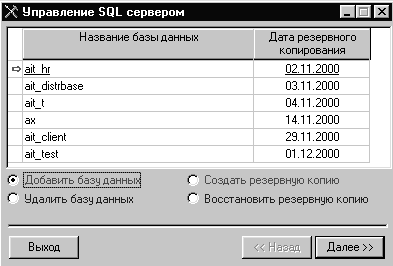 Управление SQL сервером
Название базы данных Дата резервного копирования
ait_hr 02.11.2000
ait_distrbase 03.11.2000
ait_t 04.11.2000
ax 14.11.2000
ait_client 29.11.2000
ait_test 01.12.2000
Добавить базу данных Создать резервную копию
Удалить базу данных Восстановить резервную копию
Выход << Назад Далее >>